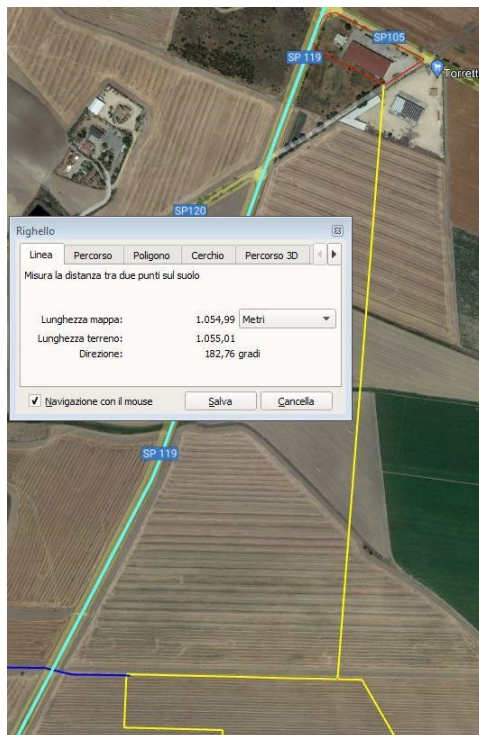 SP105
SP 119
Torrett
SP120
Righello
Linea Percorso Poligono Cerchio Percorso 3D
Misura la distanza tra due punti sul suolo
Lunghezza mappa: 1.054,99 Metri
Lunghezza terreno: 1.055,01
Direzione: 182,76 gradi
Navigazione con il mouse Salva Cancella
SP 119